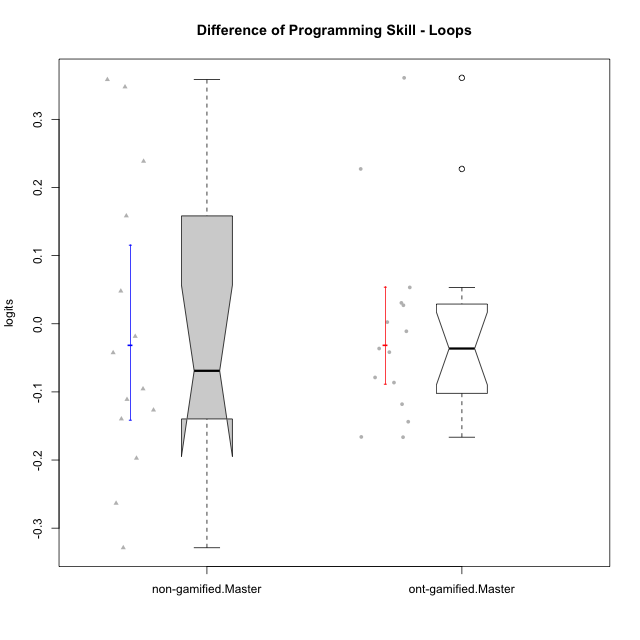 Difference of Programming Skill - Loops
logits
0.3
0.2
0.1
0.0
-0.1
-0.2
-0.3
non-gamified.Master ont-gamified.Master